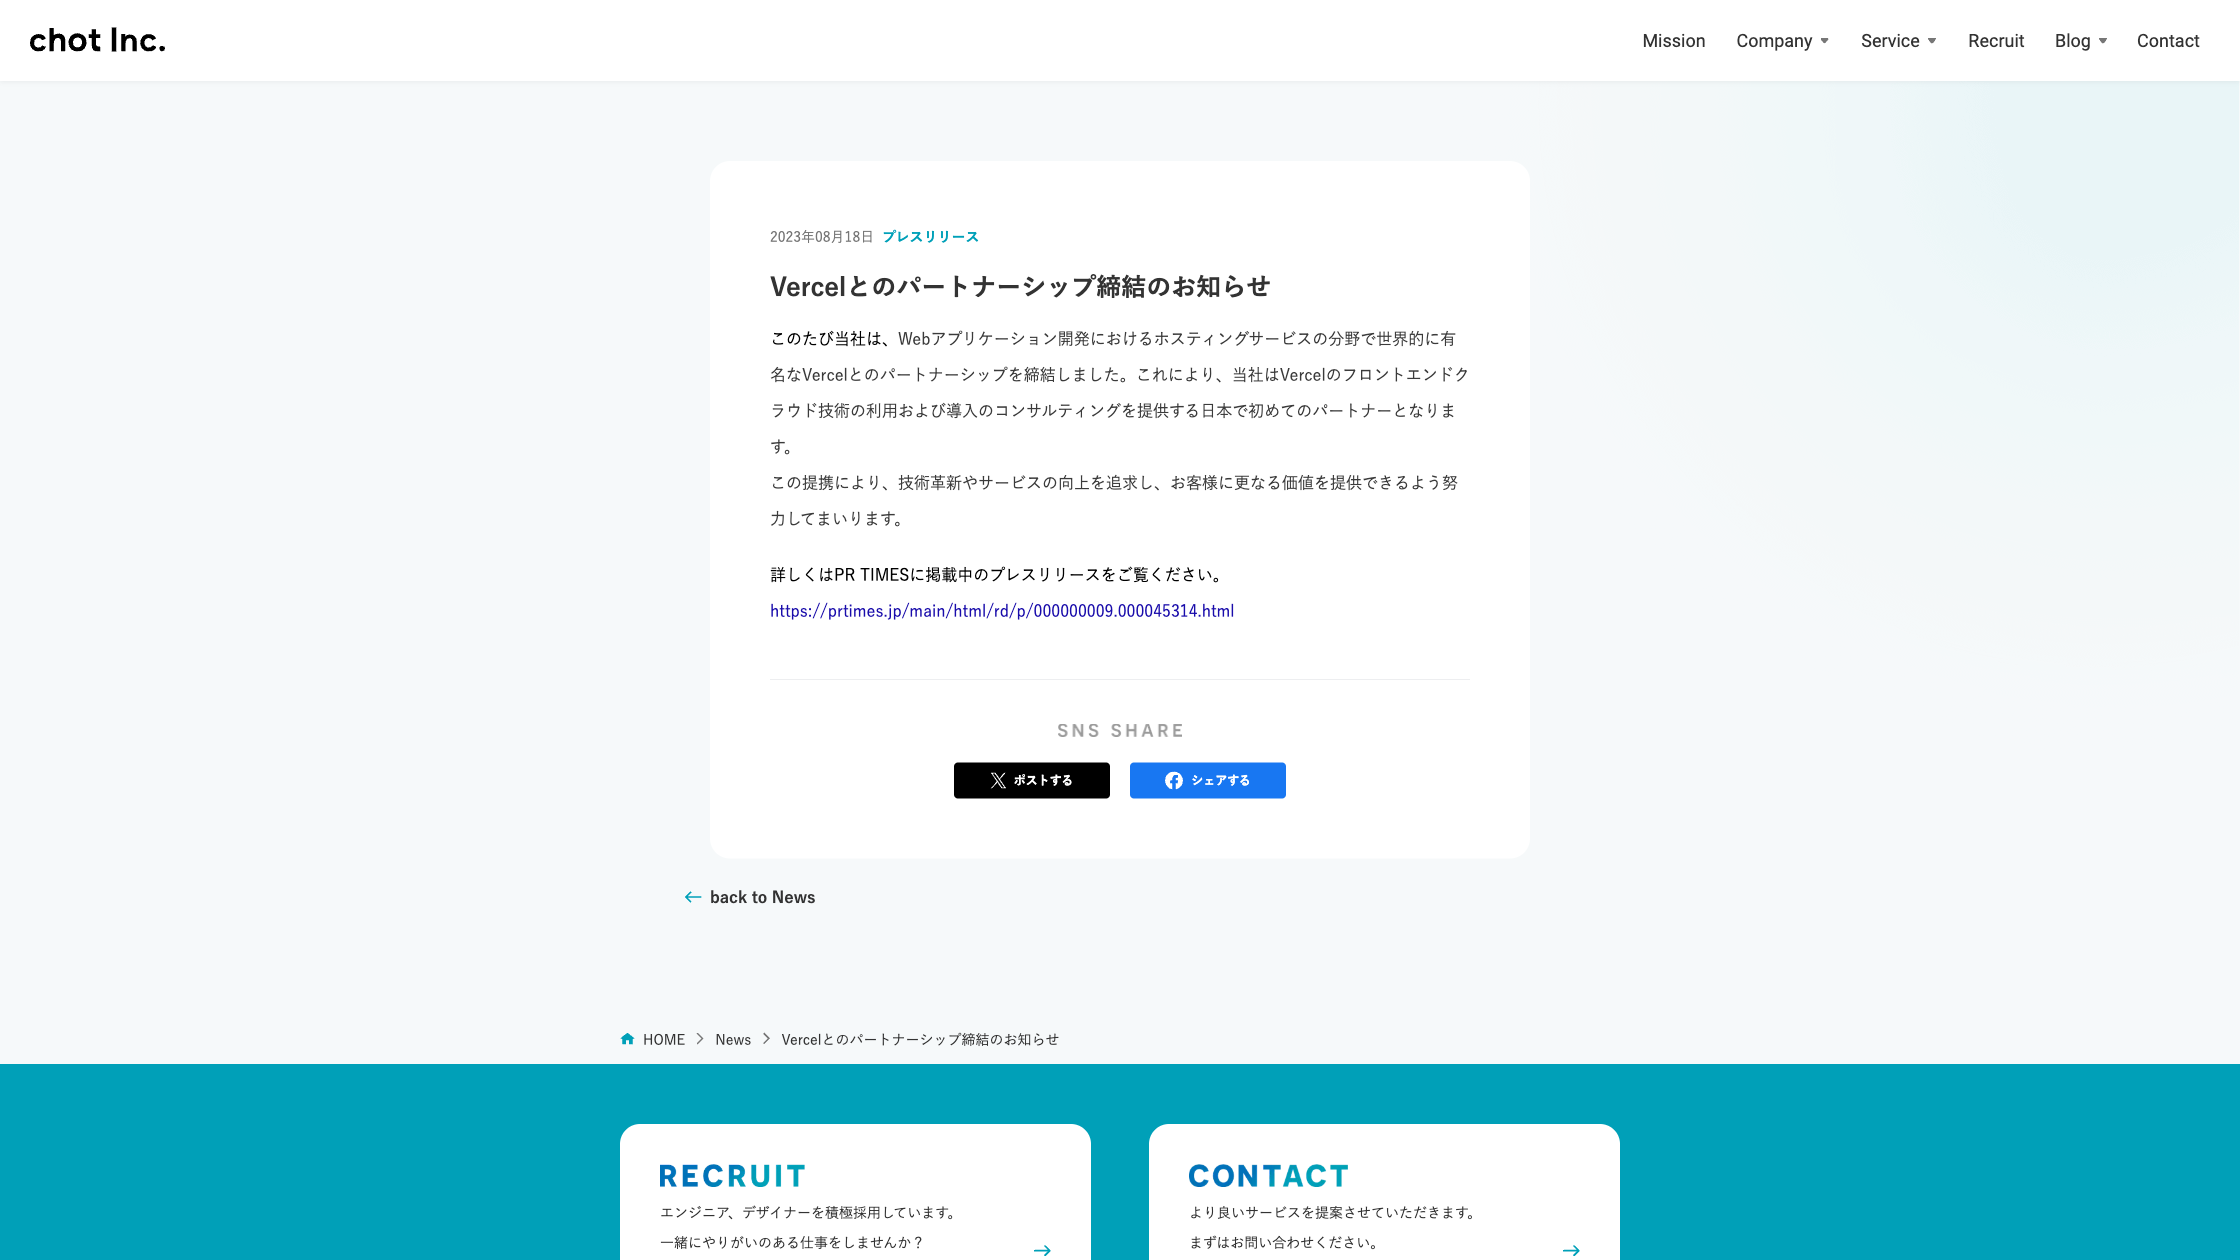 chot Inc.
Mission Company Service Recruit Blog Contact
2023年08月18日 プレスリリース
Vercelとのパートナーシップ締結のお知らせ
このたび当社は、Webアプリケーション開発におけるホスティングサービスの分野で世界的に有
名なVercelとのパートナーシップを締結しました。これにより、当社はVercelのフロントエンドク
ラウド技術の利用および導入のコンサルティングを提供する日本で初めてのパートナーとなりま
す。
この提携により、技術革新やサービスの向上を追求し、お客様に更なる価値を提供できるよう努
力してまいります。
詳しくはPR TIMESに掲載中のプレスリリースをご覧ください。
https://prtimes.jp/main/html/rd/p/000000009.000045314.html
SNS SHARE
ポストする シェアする
back to News
HOME News Vercelとのパートナーシップ締結のお知らせ
RECRUIT
エンジニア、デザイナーを積極採用しています。
一緒にやりがいのある仕事をしませんか？
CONTACT
より良いサービスを提案させていただきます。
まずはお問い合わせください。